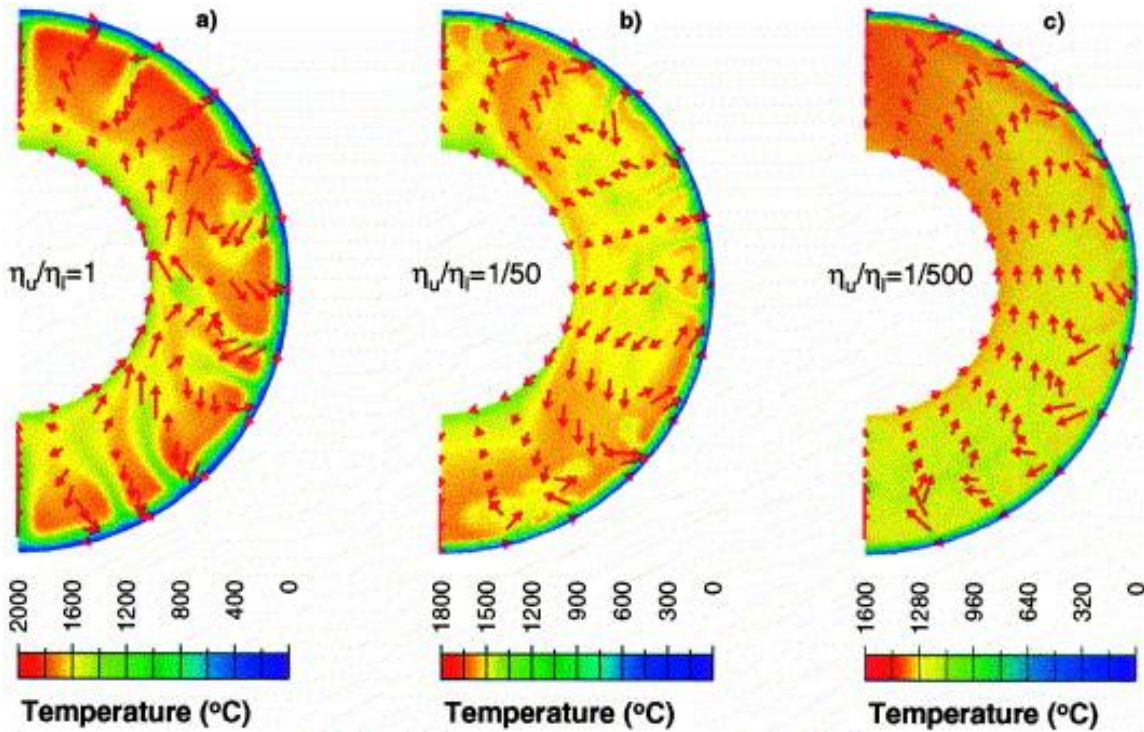 a)
b)
c)
ηu/ηl=1
ηu/ηl=1/50
ηu/ηl=1/500
2000 1600 1200 800 400 0
1800 1500 1200 900 600 300 0
1600 1280 960 640 320 0
Temperature (°C)
Temperature (°C)
Temperature (°C)